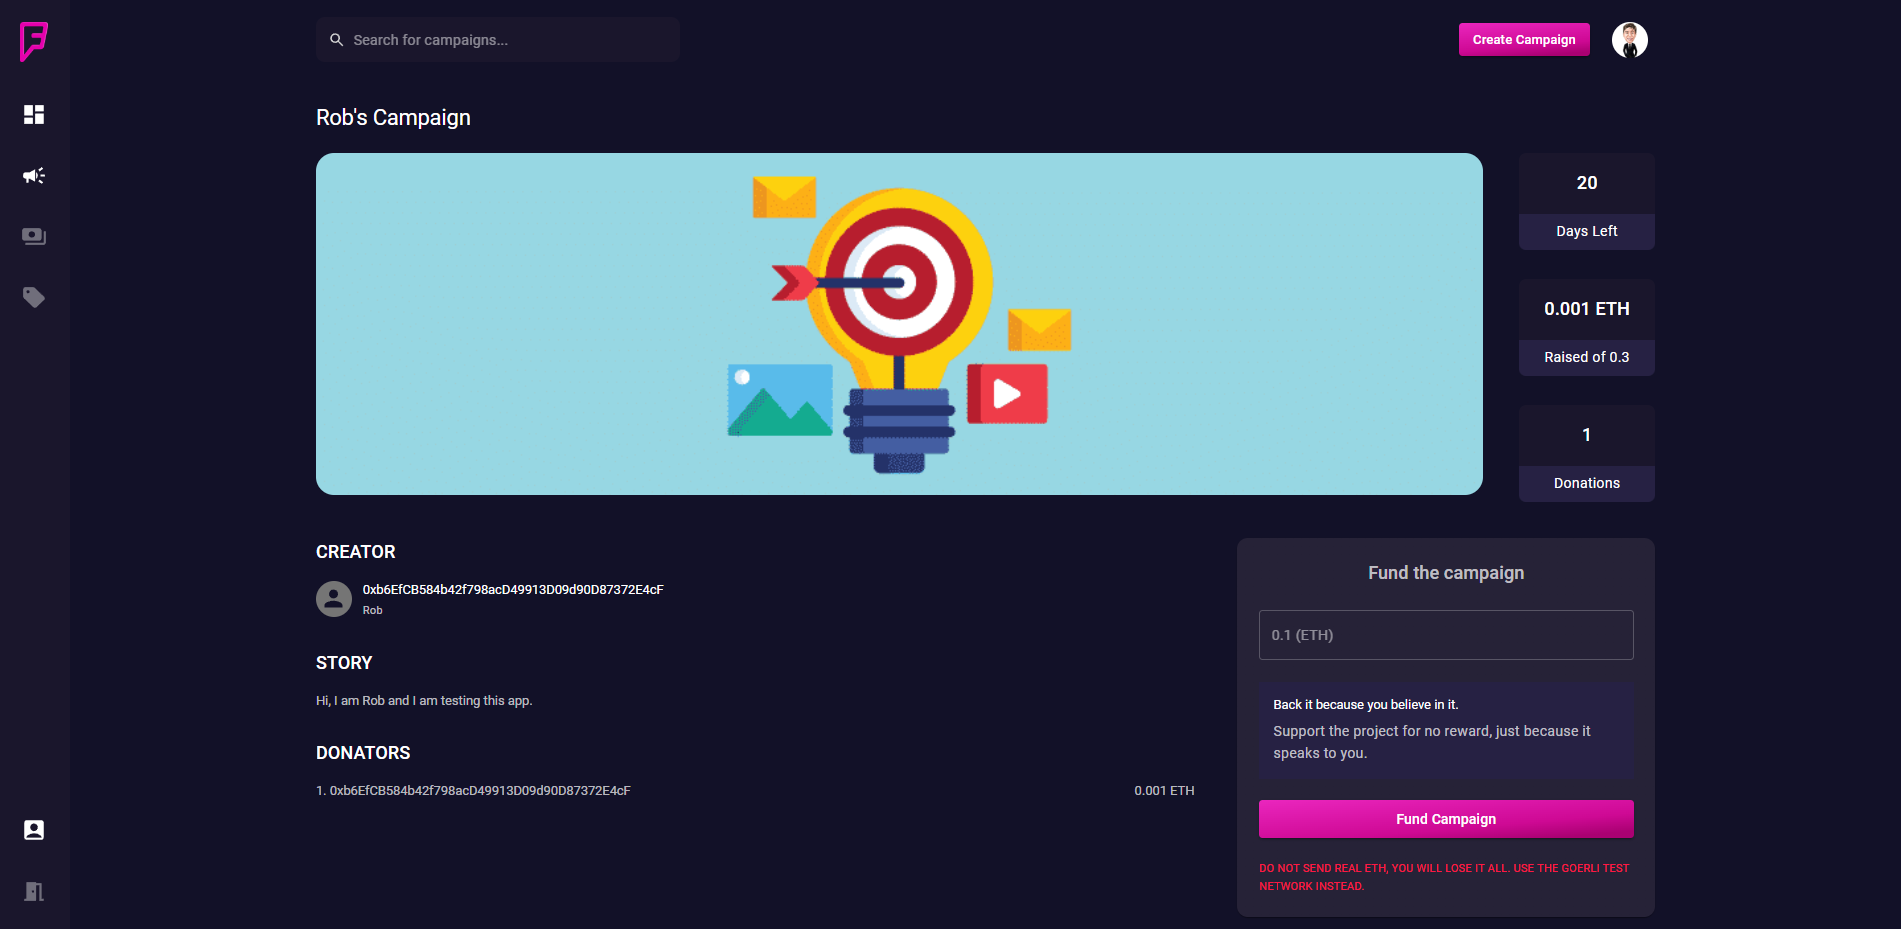 Search for campaigns...
Create Campaign
Rob's Campaign
20
Days Left
0.001 ETH
Raised of 0.3
1
Donations
CREATOR
0xb6EfCB584b42f798acD49913D09d90D87372E4cF
Rob
STORY
Hi, I am Rob and I am testing this app.
DONATORS
1. 0xb6EfCB584b42f798acD49913D09d90D87372E4cF
0.001 ETH
Fund the campaign
0.1 (ETH)
Back it because you believe in it.
Support the project for no reward, just because it
speaks to you.
Fund Campaign
DO NOT SEND REAL ETH, YOU WILL LOSE IT ALL. USE THE GOERLI TEST
NETWORK INSTEAD.